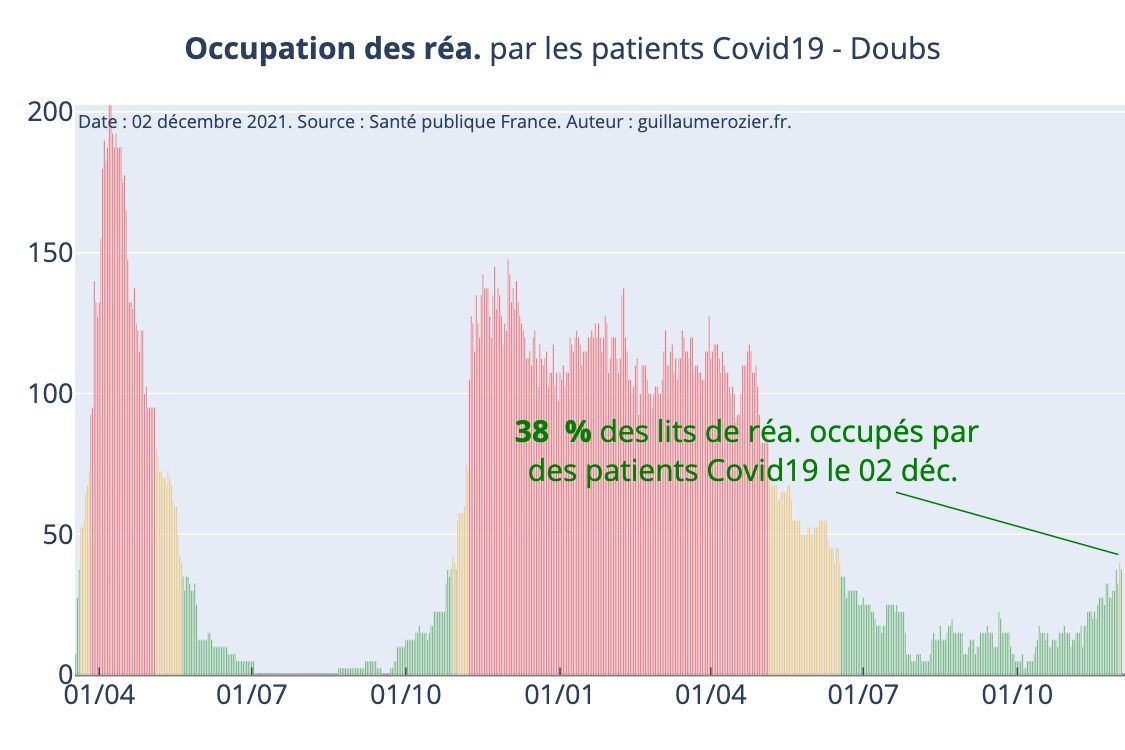 Occupation des réa. par les patients Covid19 - Doubs
200
Date : 02 décembre 2021. Source : Santé publique France. Auteur : guillaumerozier.fr.
150
100
38 % des lits de réa. occupés par
des patients Covid19 le 02 déc.
50
0
01/04 01/07 01/10 01/01 01/04 01/07 01/10